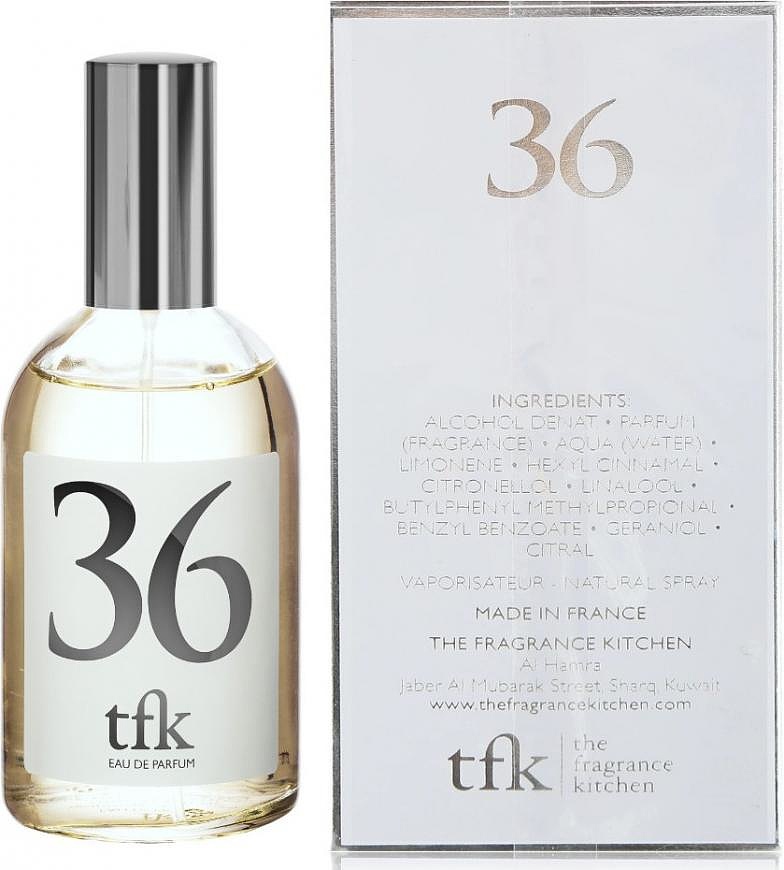 36
tfk
EAU DE PARFUM
36
INGREDIENTS:
ALCOHOL DENAT • PARFUM
(FRAGRANCE) • AQUA (WATER) •
LIMONENE • HEXYL CINNAMAL •
CITRONELLOL • LINALOOL •
BUTYLPHENYL METHYLPROPIONAL •
BENZYL BENZOATE • GERANIOL •
CITRAL
VAPORISATEUR - NATURAL SPRAY
MADE IN FRANCE
THE FRAGRANCE KITCHEN
Al Hamra
Jaber Al Mubarak Street, Sharq, Kuwait
www.thefragrancekitchen.com
tfk
the
fragrance
kitchen